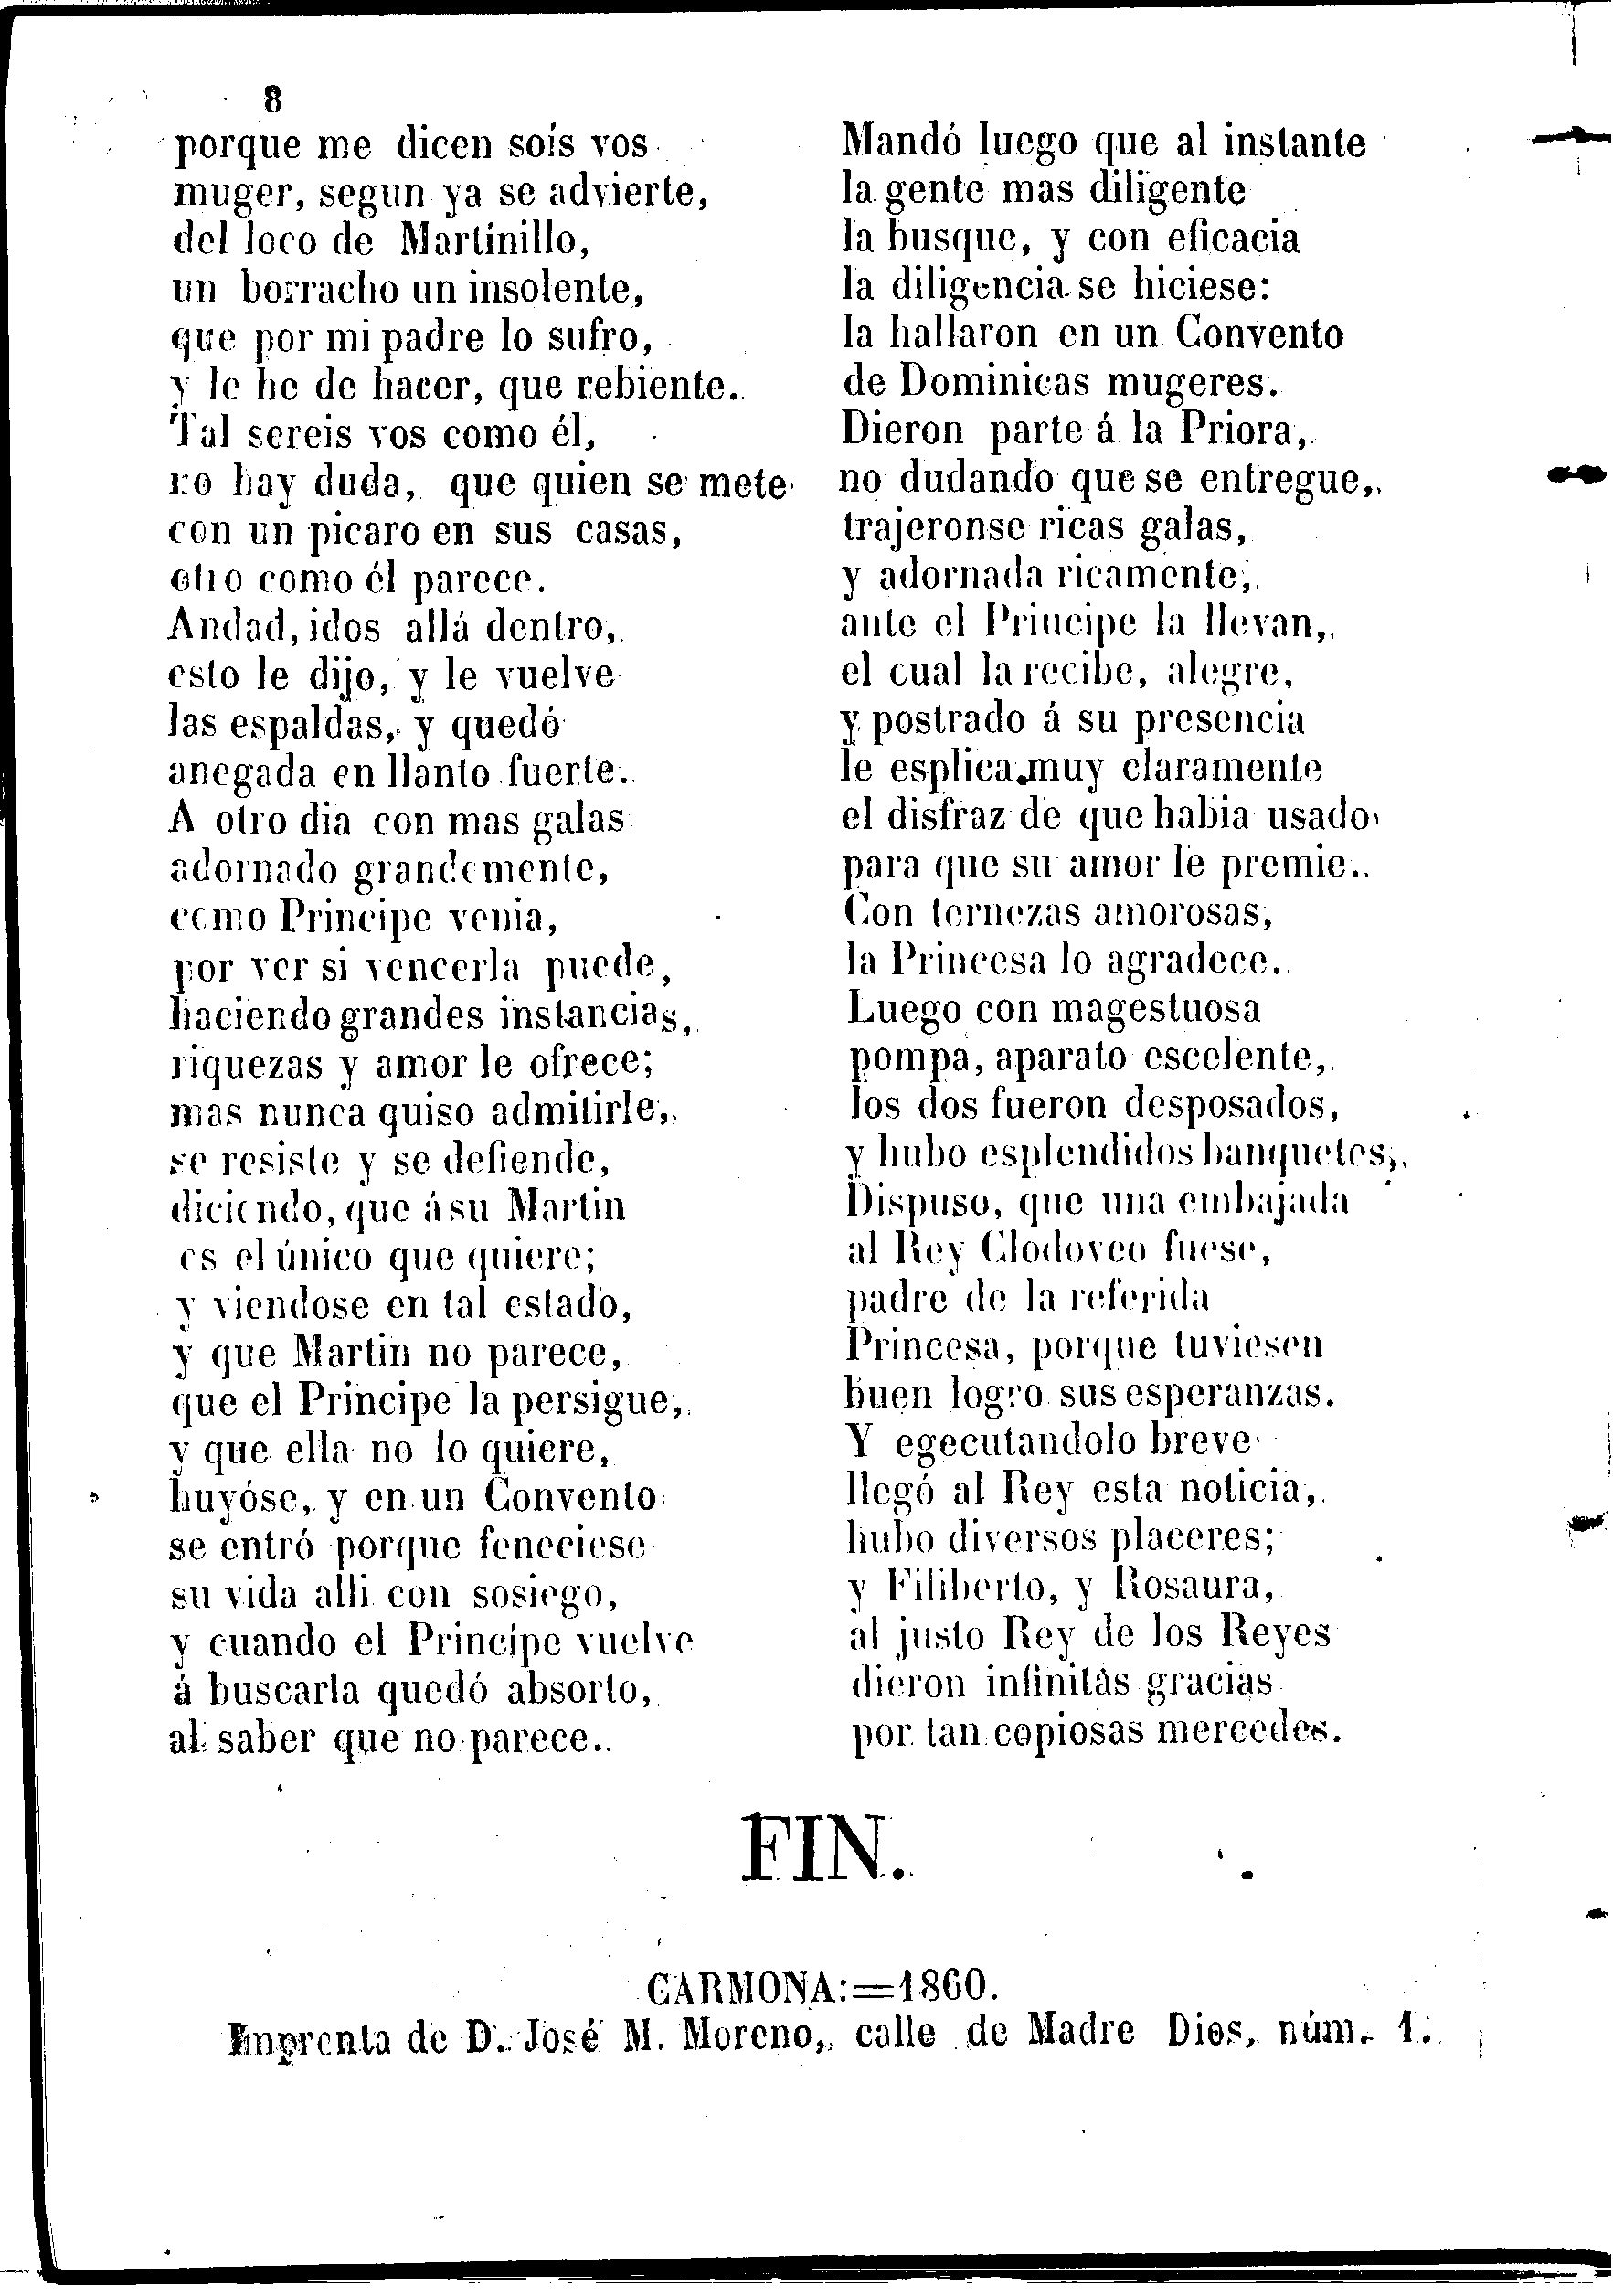 8
porque me dicen sois vos
muger, segun ya se advierte,
del loco de Martínillo,
un borracho un insolente,
que por mi padre lo sufro,
y le he de hacer, que rebiente.
Tal sereis vos como él,
no hay duda, que quien se mete
con un picaro en sus casas,
otro como él parece.
Andad, idos allá dentro,
esto le dijo, y le vuelve
las espaldas, y quedó
anegada en llanto fuerte.
A otro dia con mas galas
adornado grandemente,
como Principe venia,
por ver si vencerla puede,
haciendo grandes instancias,
riquezas y amor le ofrece;
mas nunca quiso admitirle,
se resiste y se defiende,
diciendo, que á su Martin
es el único que quiere;
y viendose en tal estado,
y que Martin no parece,
que el Principe la persigue,
y que ella no lo quiere,
huyóse, y en un Convento
se entró porque feneciese
su vida alli con sosiego,
y cuando el Principe vuelve
á buscarla quedó absorto,
al saber que no parece.
Mandó luego que al instante
la gente mas diligente
la busque, y con eficacia
la diligencia se hiciese:
la hallaron en un Convento
de Dominicas mugeres.
Dieron parte á la Priora,
no dudando que se entregue,
trajeronse ricas galas,
y adornada ricamente,
ante el Principe la llevan,
el cual la recibe, alegre,
y postrado á su presencia
le esplica muy claramente
el disfraz de que habia usado
para que su amor le premie.
Con ternezas amorosas,
la Princesa lo agradece.
Luego con magestuosa
pompa, aparato escelente,
los dos fueron desposados,
y hubo esplendidos banquetes,
Dispuso, que una embajada
al Rey Clodoveo fuese,
padre de la referida
Princesa, porque tuviesen
buen logro sus esperanzas.
Y egecutandolo breve
llegó al Rey esta noticia,
hubo diversos placeres;
y Filiberto, y Rosaura,
al justo Rey de los Reyes
dieron infinitas gracias
por tan copiosas mercedes.
FIN.
CARMONA:=1860.
Imprenta de D. José M. Moreno, calle de Madre Dios, núm. 1.